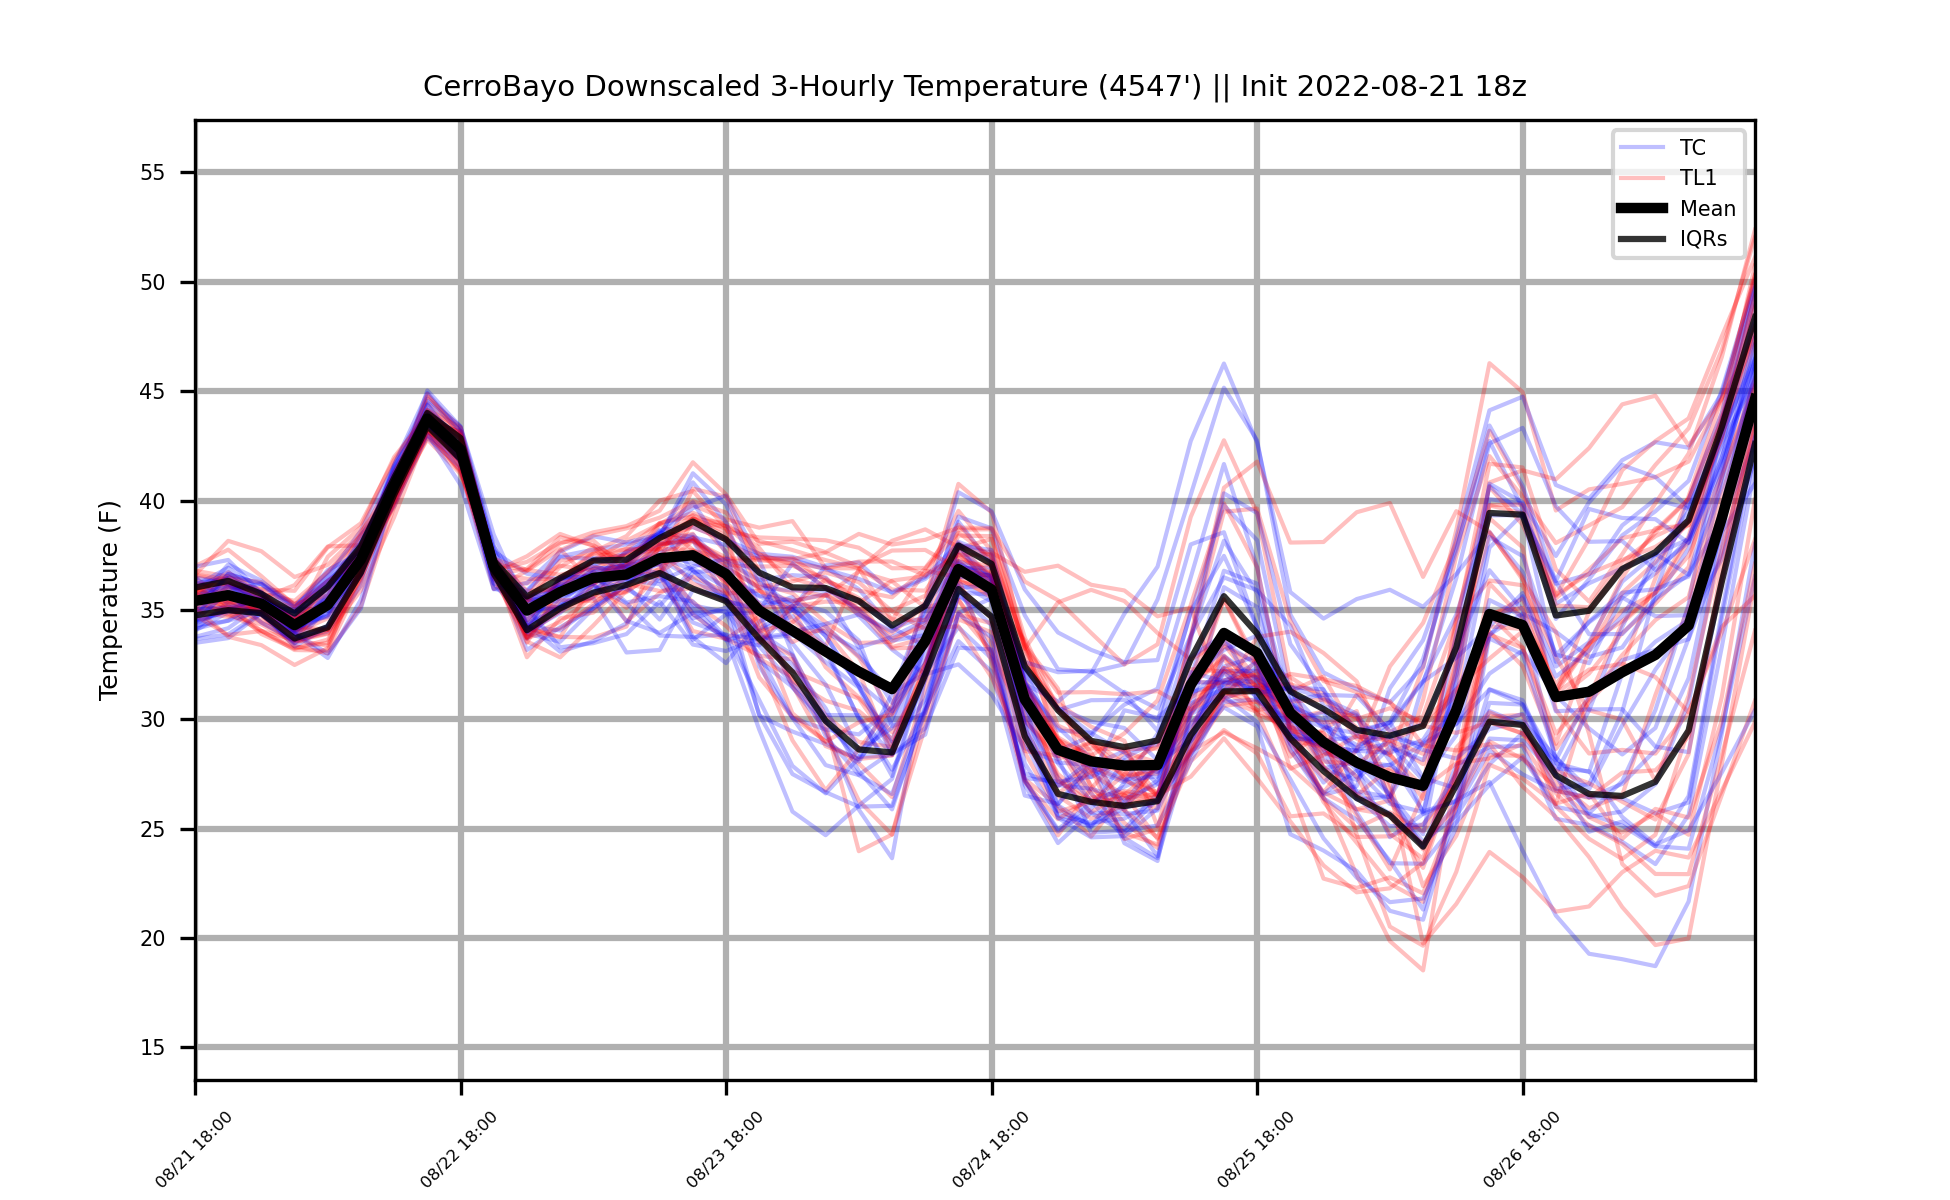 CerroBayo Downscaled 3-Hourly Temperature (4547') || Init 2022-08-21 18z
TC
TL1
Mean
IQRs
Temperature (F)
55
50
45
40
35
30
25
20
15
08/21 18:00
08/22 18:00
08/23 18:00
08/24 18:00
08/25 18:00
08/26 18:00